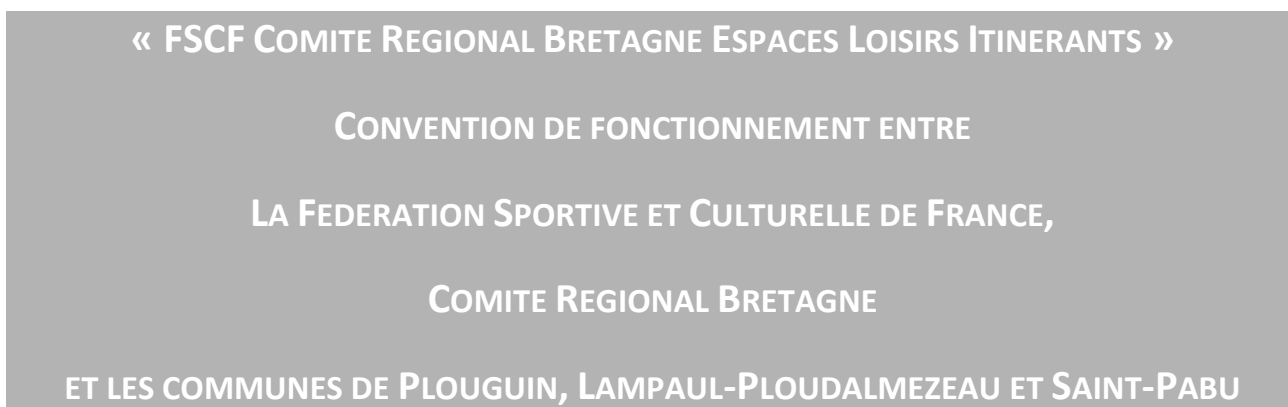 « FSCF COMITE REGIONAL BRETAGNE ESPACES LOISIRS ITINERANTS »
CONVENTION DE FONCTIONNEMENT ENTRE
LA FEDERATION SPORTIVE ET CULTURELLE DE FRANCE,
COMITE REGIONAL BRETAGNE
ET LES COMMUNES DE PLOUGUIN, LAMPAUL-PLOUDALMEZEAU ET SAINT-PABU